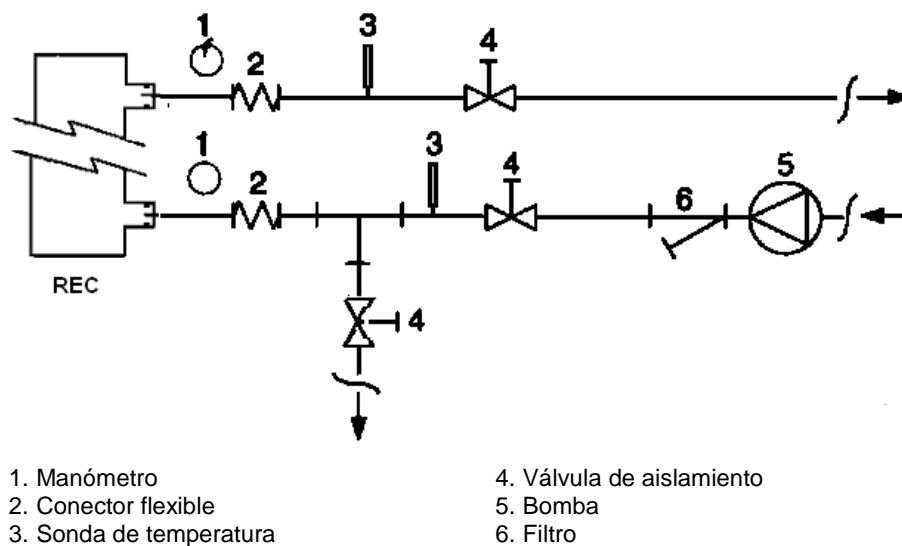 1
2
3
4
1
2
3
4
6
5
REC
4
1. Manómetro
2. Conector flexible
3. Sonda de temperatura
4. Válvula de aislamiento
5. Bomba
6. Filtro